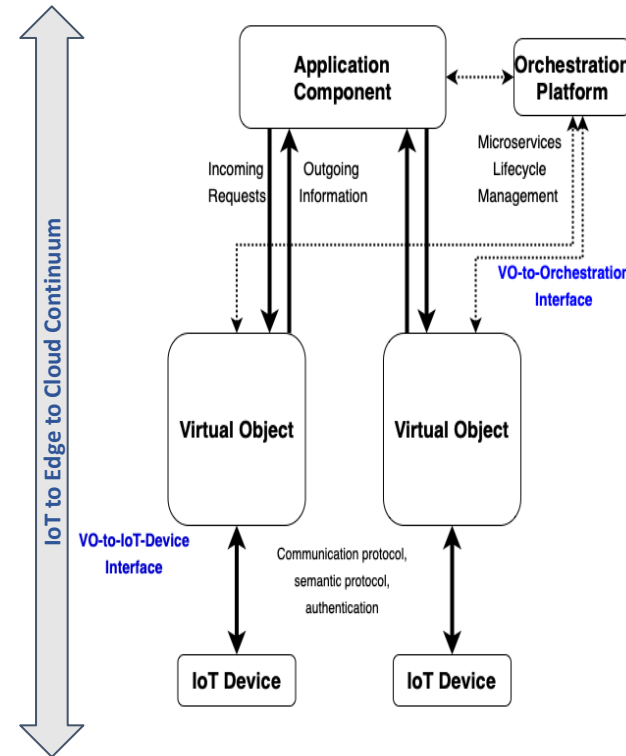 IoT to Edge to Cloud Continuum
Application
Component
Orchestration
Platform
Incoming
Requests
Outgoing
Information
Microservices
Lifecycle
Management
VO-to-Orchestration
Interface
Virtual Object
Virtual Object
VO-to-IoT-Device
Interface
Communication protocol,
semantic protocol,
authentication
IoT Device
IoT Device